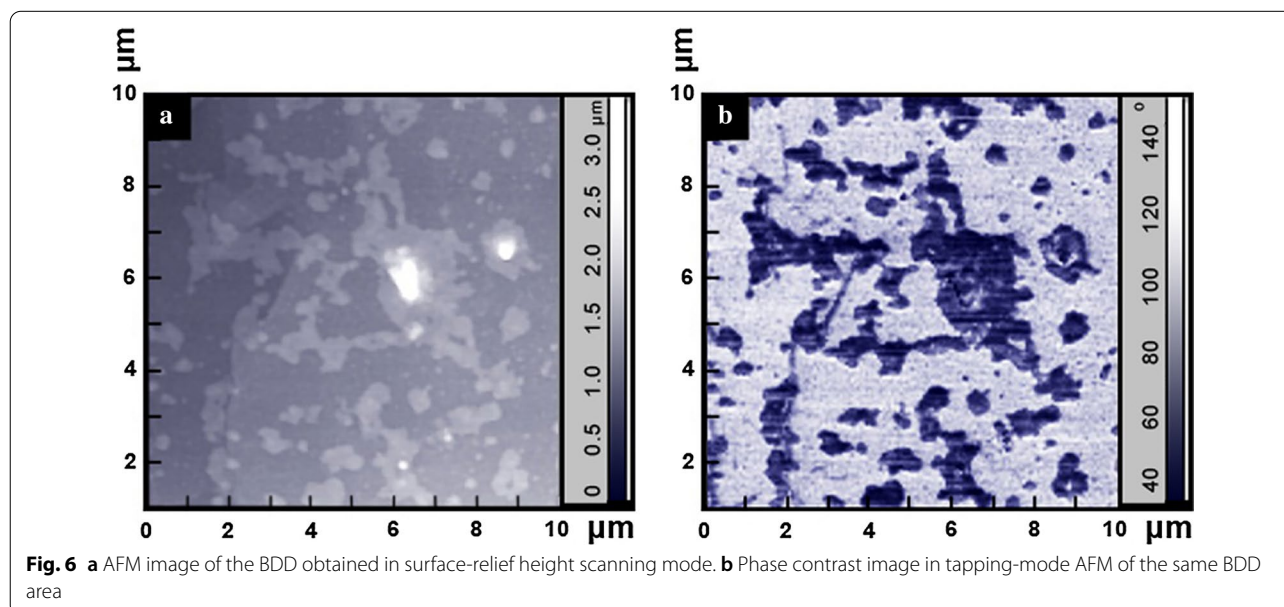 µm
10
8
6
4
2
0 2 4 6 8 10 µm
a
µm
3.0
2.5
2.0
1.5
1.0
0.5
0
µm
10
8
6
4
2
0 2 4 6 8 10 µm
b
°
140
120
100
80
60
40
Fig. 6 a AFM image of the BDD obtained in surface-relief height scanning mode. b Phase contrast image in tapping-mode AFM of the same BDD
area